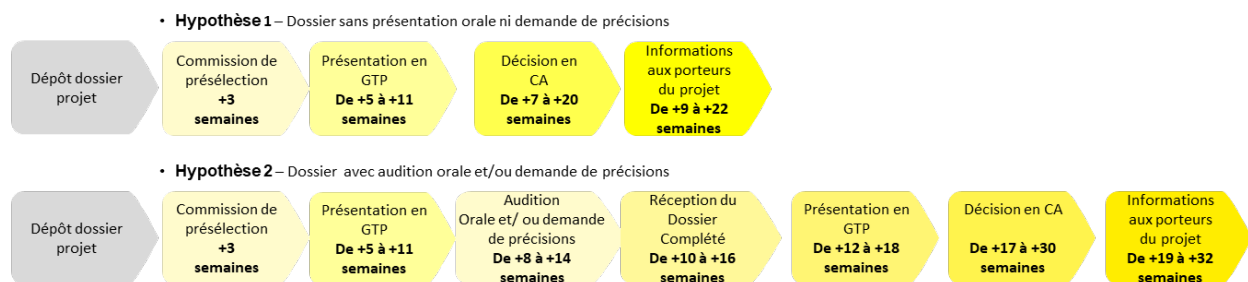 • Hypothèse 1 – Dossier sans présentation orale ni demande de précisions
Dépôt dossier
projet
Commission de
présélection
+3
semaines
Présentation en
GTP
De +5 à +11
semaines
Décision en
CA
De +7 à +20
semaines
Informations
aux porteurs
du projet
De +9 à +22
semaines
• Hypothèse 2 – Dossier avec audition orale et/ou demande de précisions
Dépôt dossier
projet
Commission de
présélection
+3
semaines
Présentation en
GTP
De +5 à +11
semaines
Audition
Orale et/ ou demande
de précisions
De +8 à +14
semaines
Réception du
Dossier
Complété
De +10 à +16
semaines
Présentation en
GTP
De +12 à +18
semaines
Décision en CA
De +17 à +30
semaines
Informations
aux porteurs
du projet
De +19 à +32
semaines